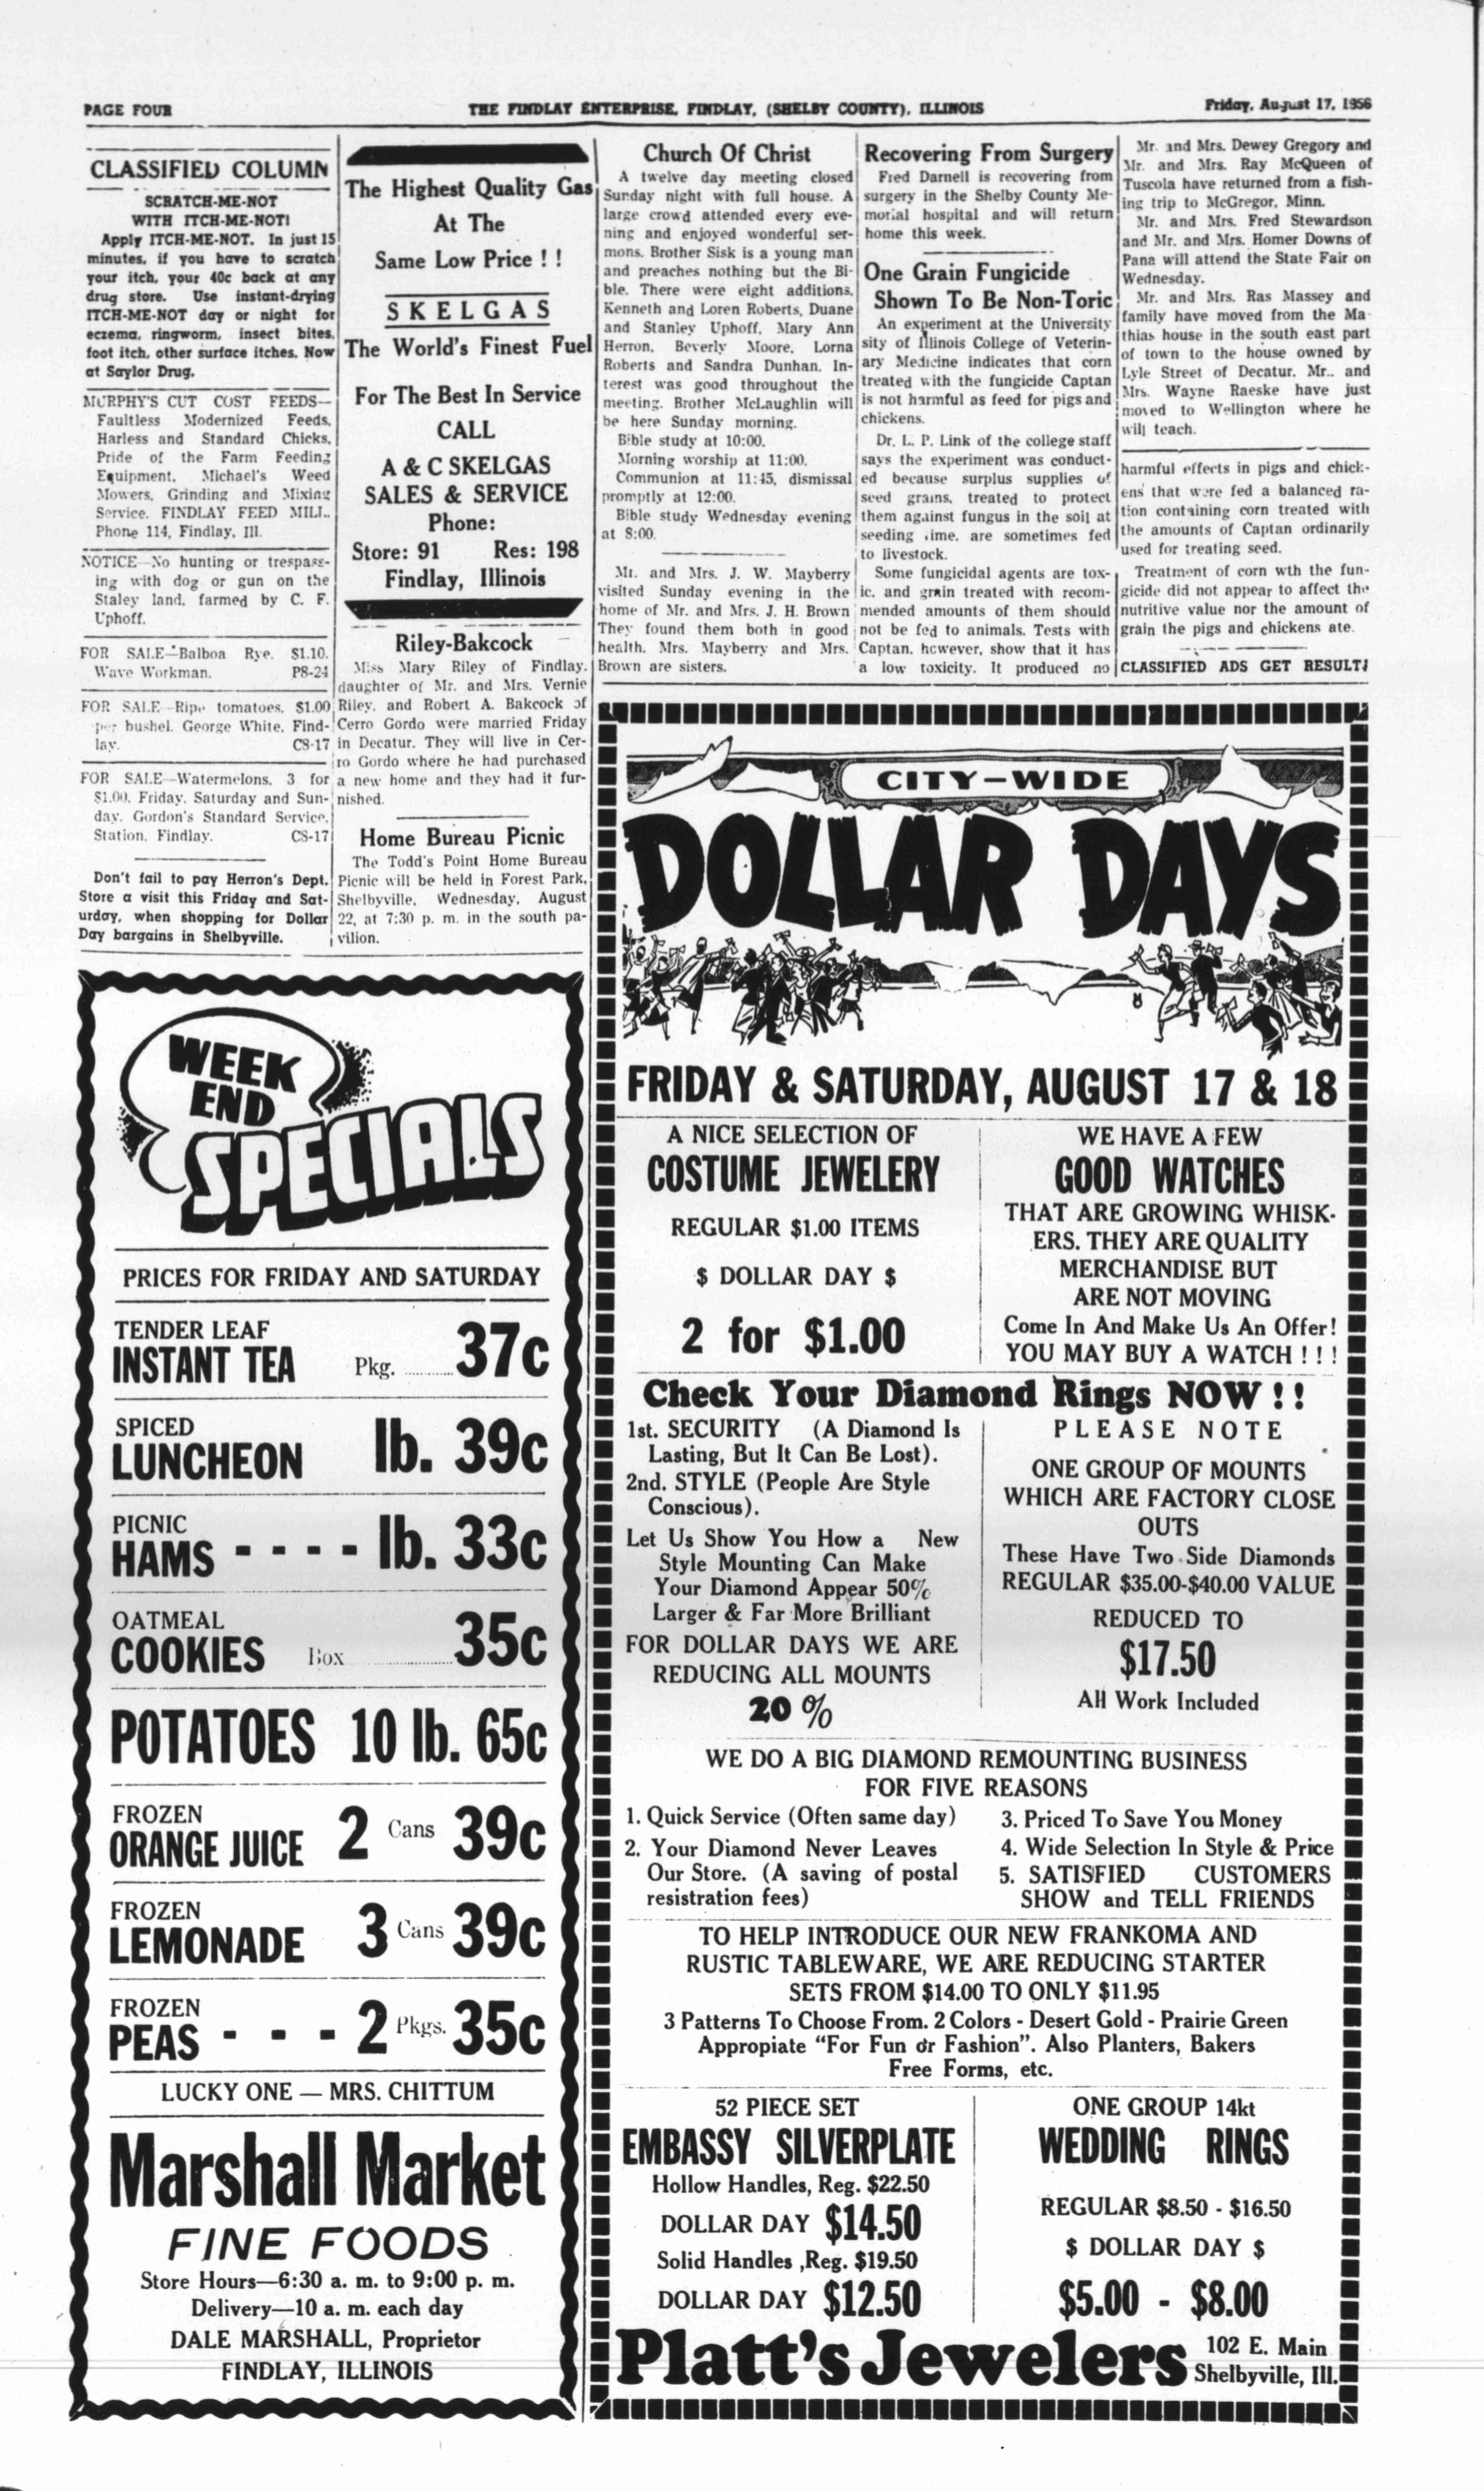 PAGE FOUR
THE FINDLAY ENTERPRISE, FINDLAY, (SHELBY COUNTY), ILLINOIS
Friday, August 17, 1956
CLASSIFIED COLUMN
SCRATCH-ME-NOT
WITH ITCH-ME-NOT!
Apply ITCH-ME-NOT. In just 15
minutes, if you have to scratch
your itch, your 40c back at any
drug store. Use instant-drying
ITCH-ME-NOT day or night for
eczema, ringworm, insect bites,
foot itch, other surface itches. Now
at Saylor Drug.
MURPHY'S CUT COST FEEDS—
Faultless Modernized Feeds,
Harless and Standard Chicks,
Pride of the Farm Feeding
Equipment, Michael's Weed
Mowers, Grinding and Mixing
Service. FINDLAY FEED MILL.
Phone 114, Findlay, Ill.
NOTICE—No hunting or trespass-
ing with dog or gun on the
Staley land, farmed by C. F.
Uphoff.
FOR SALE—Balboa Rye. $1.10.
Wave Workman. P8-24
FOR SALE—Ripe tomatoes, $1.00
per bushel. George White, Find-
lay. C8-17
FOR SALE—Watermelons, 3 for
$1.00. Friday, Saturday and Sun-
day. Gordon's Standard Service
Station, Findlay. C8-17
Don't fail to pay Herron's Dept.
Store a visit this Friday and Sat-
urday, when shopping for Dollar
Day bargains in Shelbyville.
The Highest Quality Gas
At The
Same Low Price ! !
SKELGAS
The World's Finest Fuel
For The Best In Service
CALL
A & C SKELGAS
SALES & SERVICE
Phone:
Store: 91 Res: 198
Findlay, Illinois
Riley-Bakcock
Miss Mary Riley of Findlay,
daughter of Mr. and Mrs. Vernie
Riley, and Robert A. Bakcock of
Cerro Gordo were married Friday
in Decatur. They will live in Cer-
ro Gordo where he had purchased
a new home and they had it fur-
nished.
Home Bureau Picnic
The Todd's Point Home Bureau
Picnic will be held in Forest Park,
Shelbyville, Wednesday, August
22, at 7:30 p. m. in the south pa-
vilion.
Church Of Christ
A twelve day meeting closed
Sunday night with full house. A
large crowd attended every eve-
ning and enjoyed wonderful ser-
mons. Brother Sisk is a young man
and preaches nothing but the Bi-
ble. There were eight additions,
Kenneth and Loren Roberts, Duane
and Stanley Uphoff, Mary Ann
Herron, Beverly Moore, Lorna
Roberts and Sandra Dunhan. In-
terest was good throughout the
meeting. Brother McLaughlin will
be here Sunday morning.
Bible study at 10:00.
Morning worship at 11:00.
Communion at 11:45, dismissal
promptly at 12:00.
Bible study Wednesday evening
at 8:00.
Mr. and Mrs. J. W. Mayberry
visited Sunday evening in the
home of Mr. and Mrs. J. H. Brown
They found them both in good
health. Mrs. Mayberry and Mrs.
Brown are sisters.
Recovering From Surgery
Fred Darnell is recovering from
surgery in the Shelby County Me-
morial hospital and will return
home this week.
One Grain Fungicide
Shown To Be Non-Toric
An experiment at the University
sity of Illinois College of Veterin-
ary Medicine indicates that corn
treated with the fungicide Captan
is not harmful as feed for pigs and
chickens.
Dr. L. P. Link of the college staff
says the experiment was conduct-
ed because surplus supplies of
seed grains, treated to protect
them against fungus in the soil at
seeding time, are sometimes fed
to livestock.
Some fungicidal agents are tox-
ic, and grain treated with recom-
mended amounts of them should
not be fed to animals. Tests with
Captan, however, show that it has
a low toxicity. It produced no
Mr. and Mrs. Dewey Gregory and
Mr. and Mrs. Ray McQueen of
Tuscola have returned from a fish-
ing trip to McGregor, Minn.
Mr. and Mrs. Fred Stewardson
and Mr. and Mrs. Homer Downs of
Pana will attend the State Fair on
Wednesday.
Mr. and Mrs. Ras Massey and
family have moved from the Ma-
thias house in the south east part
of town to the house owned by
Lyle Street of Decatur. Mr., and
Mrs. Wayne Raeske have just
moved to Wellington where he
will teach.
harmful effects in pigs and chick-
ens that were fed a balanced ra-
tion containing corn treated with
the amounts of Captan ordinarily
used for treating seed.
Treatment of corn wth the fun-
gicide did not appear to affect the
nutritive value nor the amount of
grain the pigs and chickens ate.
CLASSIFIED ADS GET RESULTS
WEEK
END
SPECIALS
PRICES FOR FRIDAY AND SATURDAY
TENDER LEAF
INSTANT TEA Pkg. 37c
SPICED
LUNCHEON lb. 39c
PICNIC
HAMS - - - - lb. 33c
OATMEAL
COOKIES Box 35c
POTATOES 10 lb. 65c
FROZEN
ORANGE JUICE 2 Cans 39c
FROZEN
LEMONADE 3 Cans 39c
FROZEN
PEAS - - - 2 Pkgs. 35c
LUCKY ONE — MRS. CHITTUM
Marshall Market
FINE FOODS
Store Hours—6:30 a. m. to 9:00 p. m.
Delivery—10 a. m. each day
DALE MARSHALL, Proprietor
FINDLAY, ILLINOIS
CITY-WIDE
DOLLAR DAYS
FRIDAY & SATURDAY, AUGUST 17 & 18
A NICE SELECTION OF
COSTUME JEWELERY
REGULAR $1.00 ITEMS
$ DOLLAR DAY $
2 for $1.00
WE HAVE A FEW
GOOD WATCHES
THAT ARE GROWING WHISK-
ERS. THEY ARE QUALITY
MERCHANDISE BUT
ARE NOT MOVING
Come In And Make Us An Offer!
YOU MAY BUY A WATCH ! ! !
Check Your Diamond Rings NOW ! !
1st. SECURITY (A Diamond Is
Lasting, But It Can Be Lost).
2nd. STYLE (People Are Style
Conscious).
Let Us Show You How a New
Style Mounting Can Make
Your Diamond Appear 50%
Larger & Far More Brilliant
FOR DOLLAR DAYS WE ARE
REDUCING ALL MOUNTS
20 %
PLEASE NOTE
ONE GROUP OF MOUNTS
WHICH ARE FACTORY CLOSE
OUTS
These Have Two Side Diamonds
REGULAR $35.00-$40.00 VALUE
REDUCED TO
$17.50
All Work Included
WE DO A BIG DIAMOND REMOUNTING BUSINESS
FOR FIVE REASONS
1. Quick Service (Often same day)
2. Your Diamond Never Leaves
Our Store. (A saving of postal
resistration fees)
3. Priced To Save You Money
4. Wide Selection In Style & Price
5. SATISFIED CUSTOMERS
SHOW and TELL FRIENDS
TO HELP INTRODUCE OUR NEW FRANKOMA AND
RUSTIC TABLEWARE, WE ARE REDUCING STARTER
SETS FROM $14.00 TO ONLY $11.95
3 Patterns To Choose From. 2 Colors - Desert Gold - Prairie Green
Appropiate "For Fun or Fashion". Also Planters, Bakers
Free Forms, etc.
52 PIECE SET
EMBASSY SILVERPLATE
Hollow Handles, Reg. $22.50
DOLLAR DAY $14.50
Solid Handles ,Reg. $19.50
DOLLAR DAY $12.50
ONE GROUP 14kt
WEDDING RINGS
REGULAR $8.50 - $16.50
$ DOLLAR DAY $
$5.00 - $8.00
Platt's Jewelers
102 E. Main
Shelbyville, Ill.